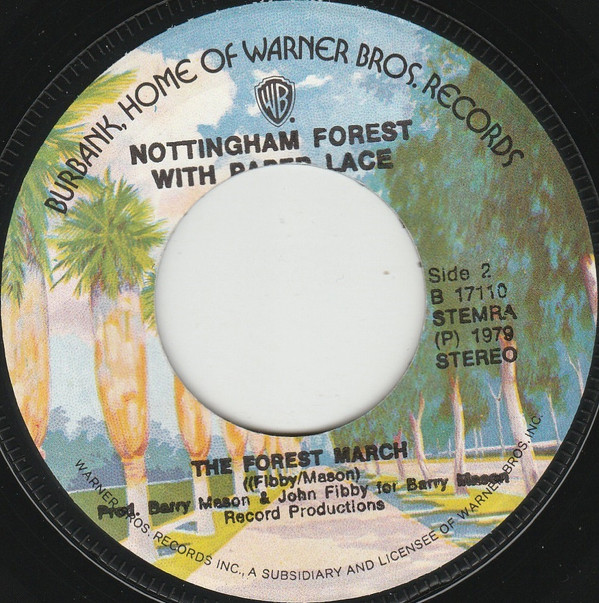 BURBANK, HOME OF WARNER BROS. RECORDS
WB
NOTTINGHAM FOREST
WITH PAPER LACE
Side 2
B 17110
STEMRA
(P) 1979
STEREO
THE FOREST MARCH
((Fibby/Mason)
Prod. Barry Mason & John Fibby for Barry Mason
Record Productions
WARNER BROS. RECORDS INC., A SUBSIDIARY AND LICENSEE OF WARNER BROS. INC.